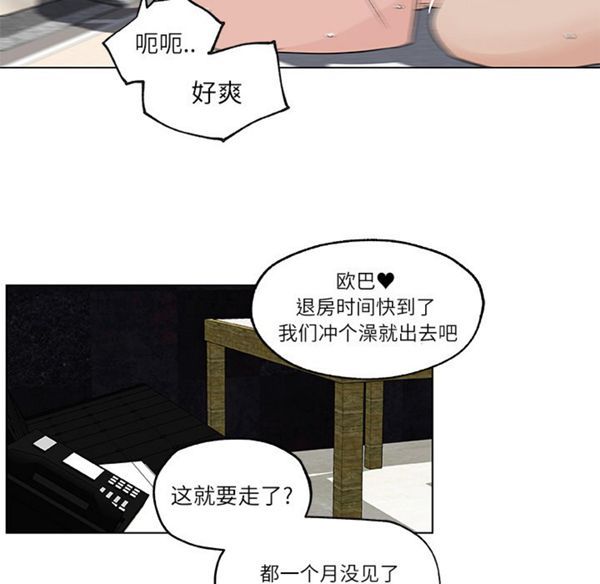 呃呃..
好爽
欧巴♥
退房时间快到了
我们冲个澡就出去吧
这就要走了?
都一个月没见了